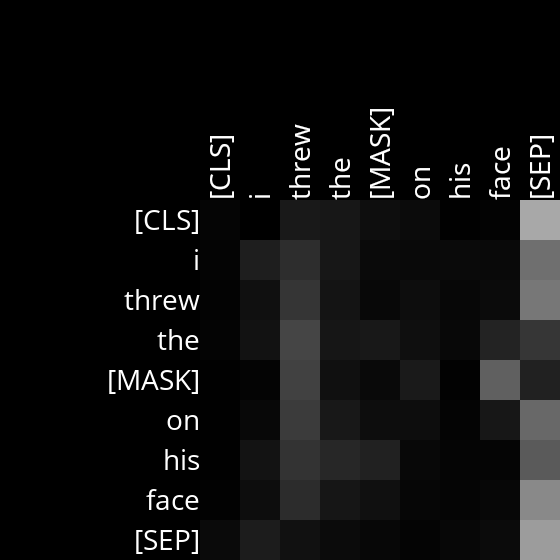 [CLS] i threw the [MASK] on his face [SEP]
[CLS]
i
threw
the
[MASK]
on
his
face
[SEP]